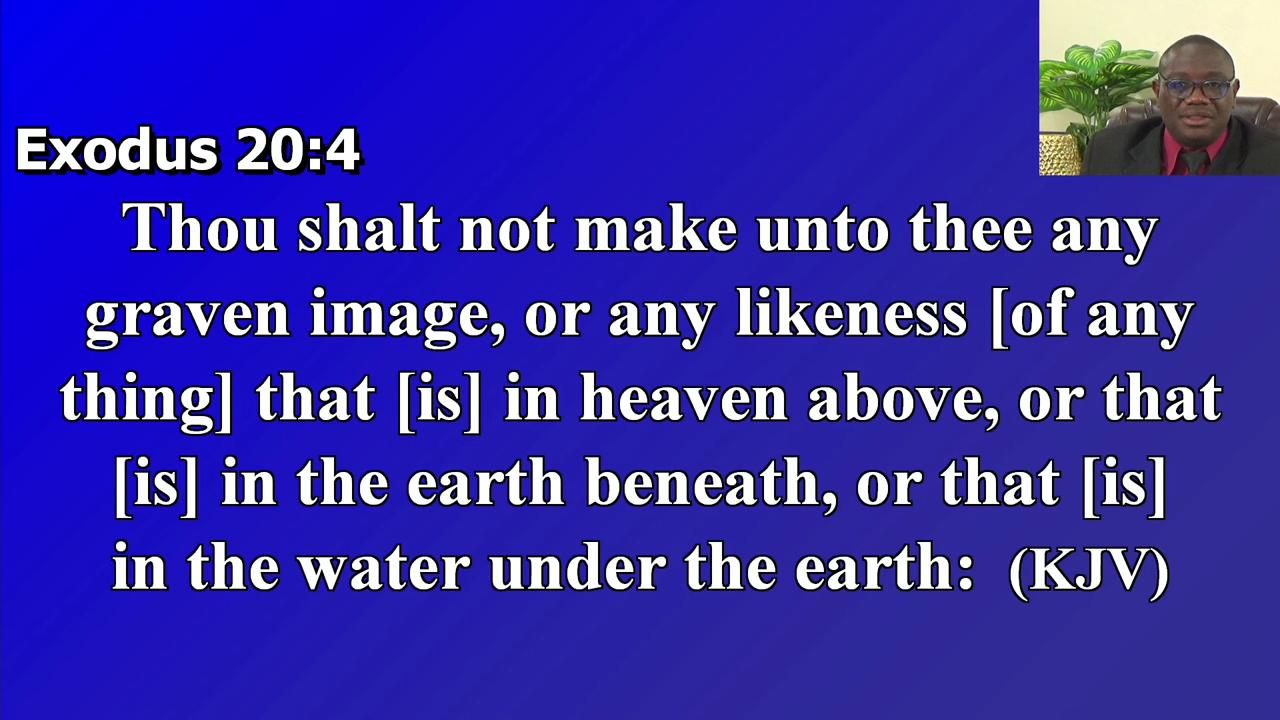 Exodus 20:4
Thou shalt not make unto thee any
graven image, or any likeness [of any
thing] that [is] in heaven above, or that
[is] in the earth beneath, or that [is]
in the water under the earth: (KJV)